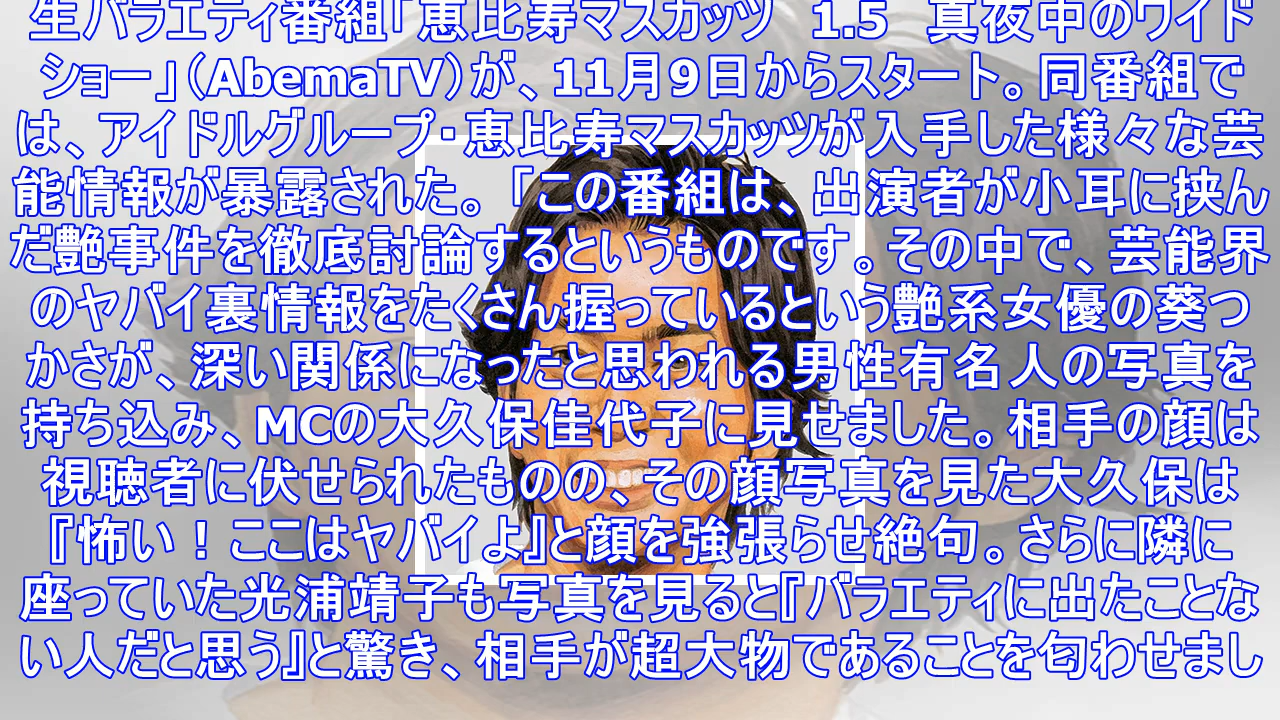 生バラエティ番組「恵比寿マスカッツ　1.5　真夜中のワイド
ショー」（AbemaTV）が、11月9日からスタート。同番組で
は、アイドルグループ・恵比寿マスカッツが入手した様々な芸
能情報が暴露された。「この番組は、出演者が小耳に挟ん
だ艶事件を徹底討論するというものです。その中で、芸能界
のヤバイ裏情報をたくさん握っているという艶系女優の葵つ
かさが、深い関係になったと思われる男性有名人の写真を
持ち込み、MCの大久保佳代子に見せました。相手の顔は
視聴者に伏せられたものの、その顔写真を見た大久保は
『怖い！ここはヤバイよ』と顔を強張らせ絶句。さらに隣に
座っていた光浦靖子も写真を見ると『バラエティに出たことな
い人だと思う』と驚き、相手が超大物であることを匂わせまし